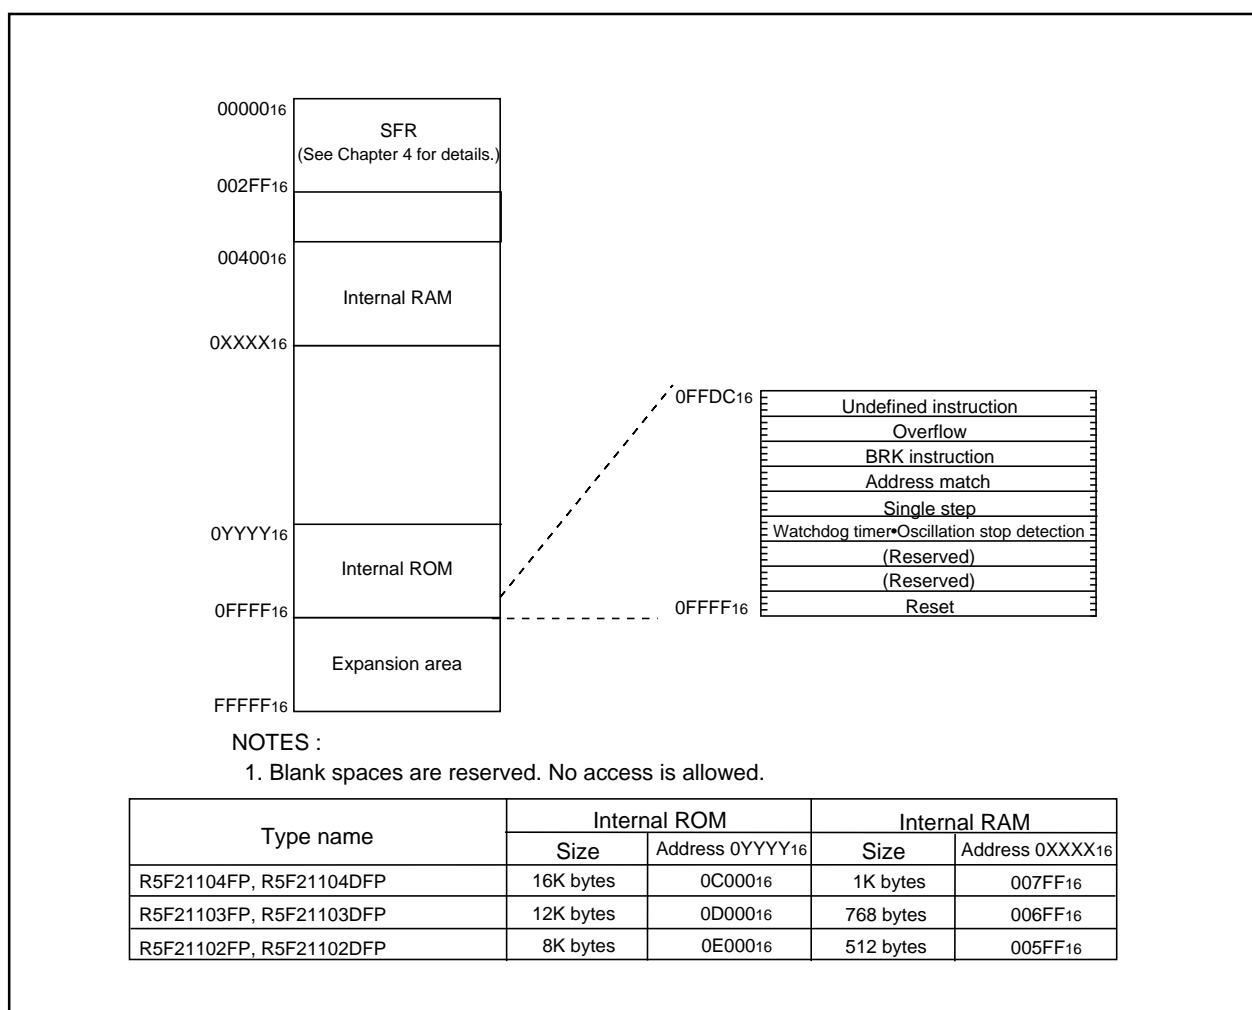 0000016
SFR
(See Chapter 4 for details.)
002FF16
0040016
Internal RAM
0XXXX16
0YYYY16
Internal ROM
0FFFF16
Expansion area
FFFFF16
0FFDC16
Undefined instruction
Overflow
BRK instruction
Address match
Single step
Watchdog timer•Oscillation stop detection
(Reserved)
(Reserved)
0FFFF16
Reset
NOTES :
1. Blank spaces are reserved. No access is allowed.
Type name Internal ROM Internal RAM
Size Address 0YYYY16 Size Address 0XXXX16
R5F21104FP, R5F21104DFP 16K bytes 0C00016 1K bytes 007FF16
R5F21103FP, R5F21103DFP 12K bytes 0D00016 768 bytes 006FF16
R5F21102FP, R5F21102DFP 8K bytes 0E00016 512 bytes 005FF16